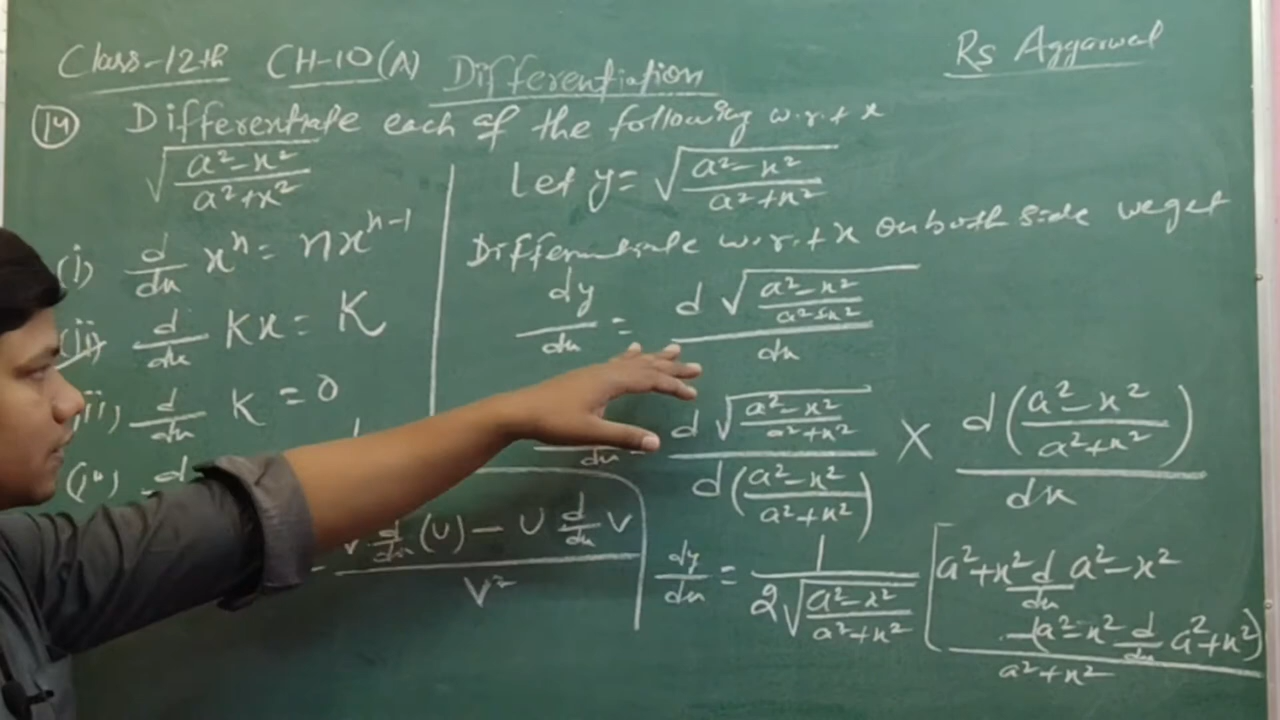 Class-12th CH-10(A) Differentiation Rs Aggarwal
(14) Differentiate each of the following w.r.t x
√((a²-x²)/(a²+x²))
(i) d/dx xⁿ = nxⁿ⁻¹
(ii) d/dx Kx = K
d/dx K = 0
Let y = √((a²-x²)/(a²+x²))
Differentiate w.r.t x on both side we get
dy/dx = d√((a²-x²)/(a²+x²))/dx
d√((a²-x²)/(a²+x²))/d((a²-x²)/(a²+x²)) × d((a²-x²)/(a²+x²))/dx
(V d/dx (U) - U d/dx V)/V²
dy/dx = 1/(2√((a²-x²)/(a²+x²))) [a²+x² d/dx a²-x²
-(a²-x² d/dx a²+x²)
a²+x²